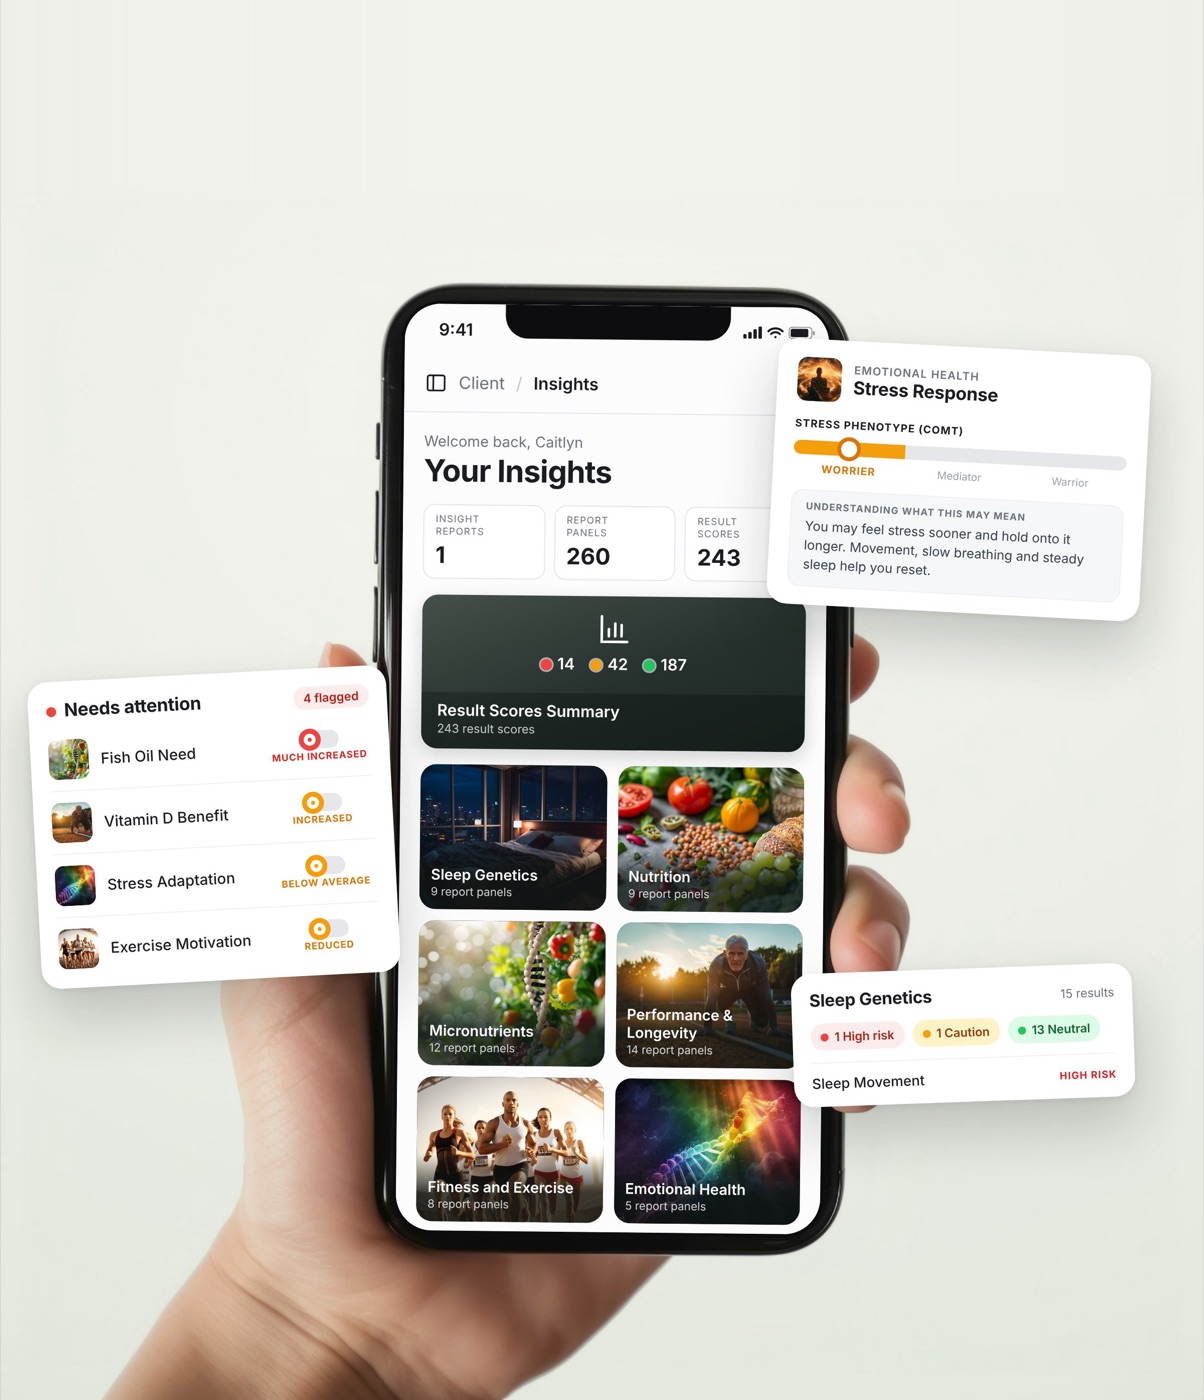 9:41
Client / Insights
Welcome back, Caitlyn
Your Insights
INSIGHT
REPORTS
1
REPORT
PANELS
260
RESULT
SCORES
243
14 42 187
Result Scores Summary
243 result scores
Sleep Genetics
9 report panels
Nutrition
9 report panels
Micronutrients
12 report panels
Performance &
Longevity
14 report panels
Fitness and Exercise
8 report panels
Emotional Health
5 report panels
EMOTIONAL HEALTH
Stress Response
STRESS PHENOTYPE (COMT)
WORRIER Mediator Warrior
UNDERSTANDING WHAT THIS MAY MEAN
You may feel stress sooner and hold onto it
longer. Movement, slow breathing and steady
sleep help you reset.
Needs attention 4 flagged
Fish Oil Need MUCH INCREASED
Vitamin D Benefit INCREASED
Stress Adaptation BELOW AVERAGE
Exercise Motivation REDUCED
Sleep Genetics 15 results
1 High risk 1 Caution 13 Neutral
Sleep Movement HIGH RISK